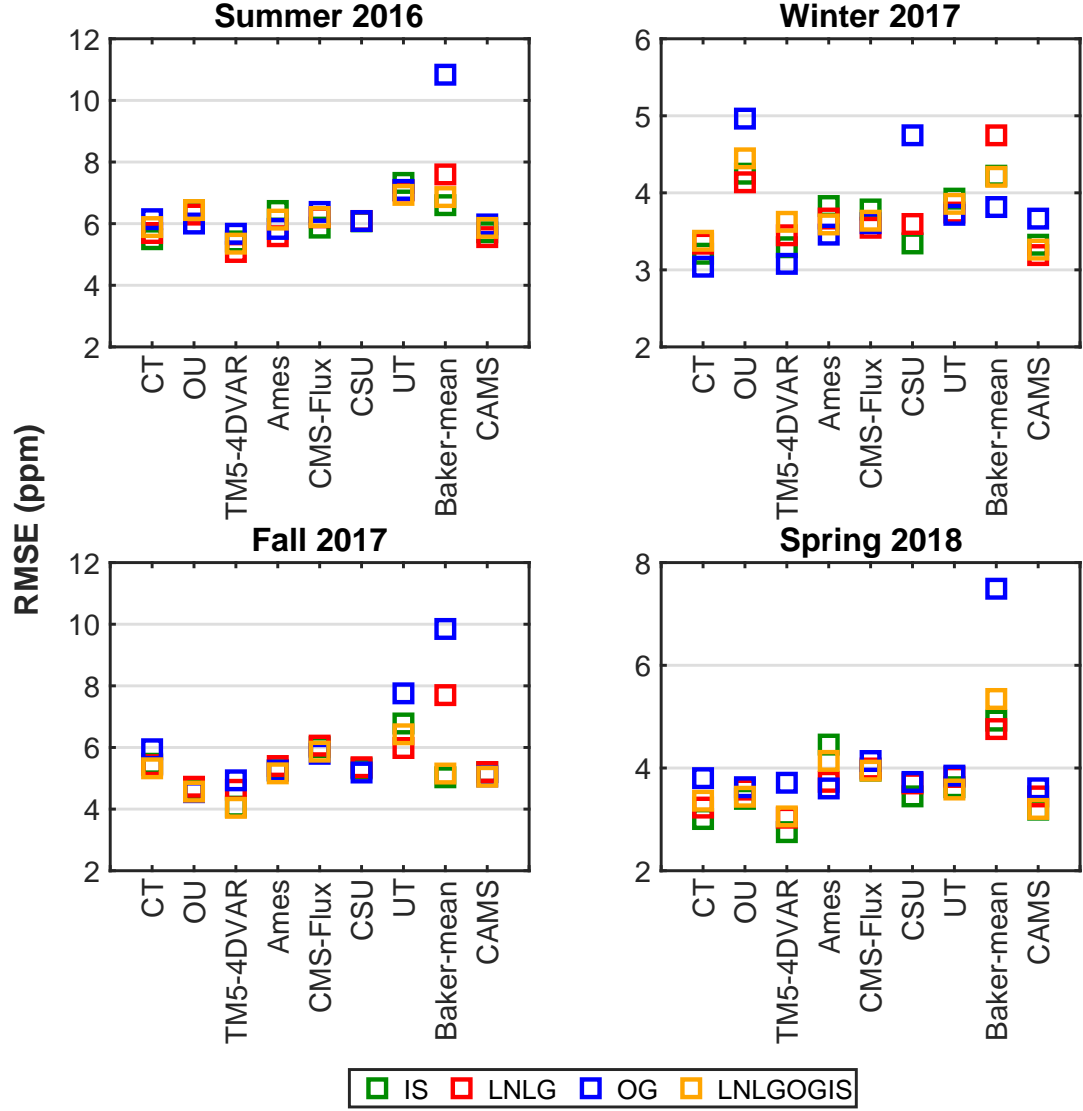 Summer 2016
12
10
8
6
4
2
CT
OU
TM5-4DVAR
Ames
CMS-Flux
CSU
UT
Baker-mean
CAMS
Winter 2017
6
5
4
3
2
CT
OU
TM5-4DVAR
Ames
CMS-Flux
CSU
UT
Baker-mean
CAMS
RMSE (ppm)
Fall 2017
12
10
8
6
4
2
CT
OU
TM5-4DVAR
Ames
CMS-Flux
CSU
UT
Baker-mean
CAMS
Spring 2018
8
6
4
2
CT
OU
TM5-4DVAR
Ames
CMS-Flux
CSU
UT
Baker-mean
CAMS
IS LNLG OG LNLGOGIS